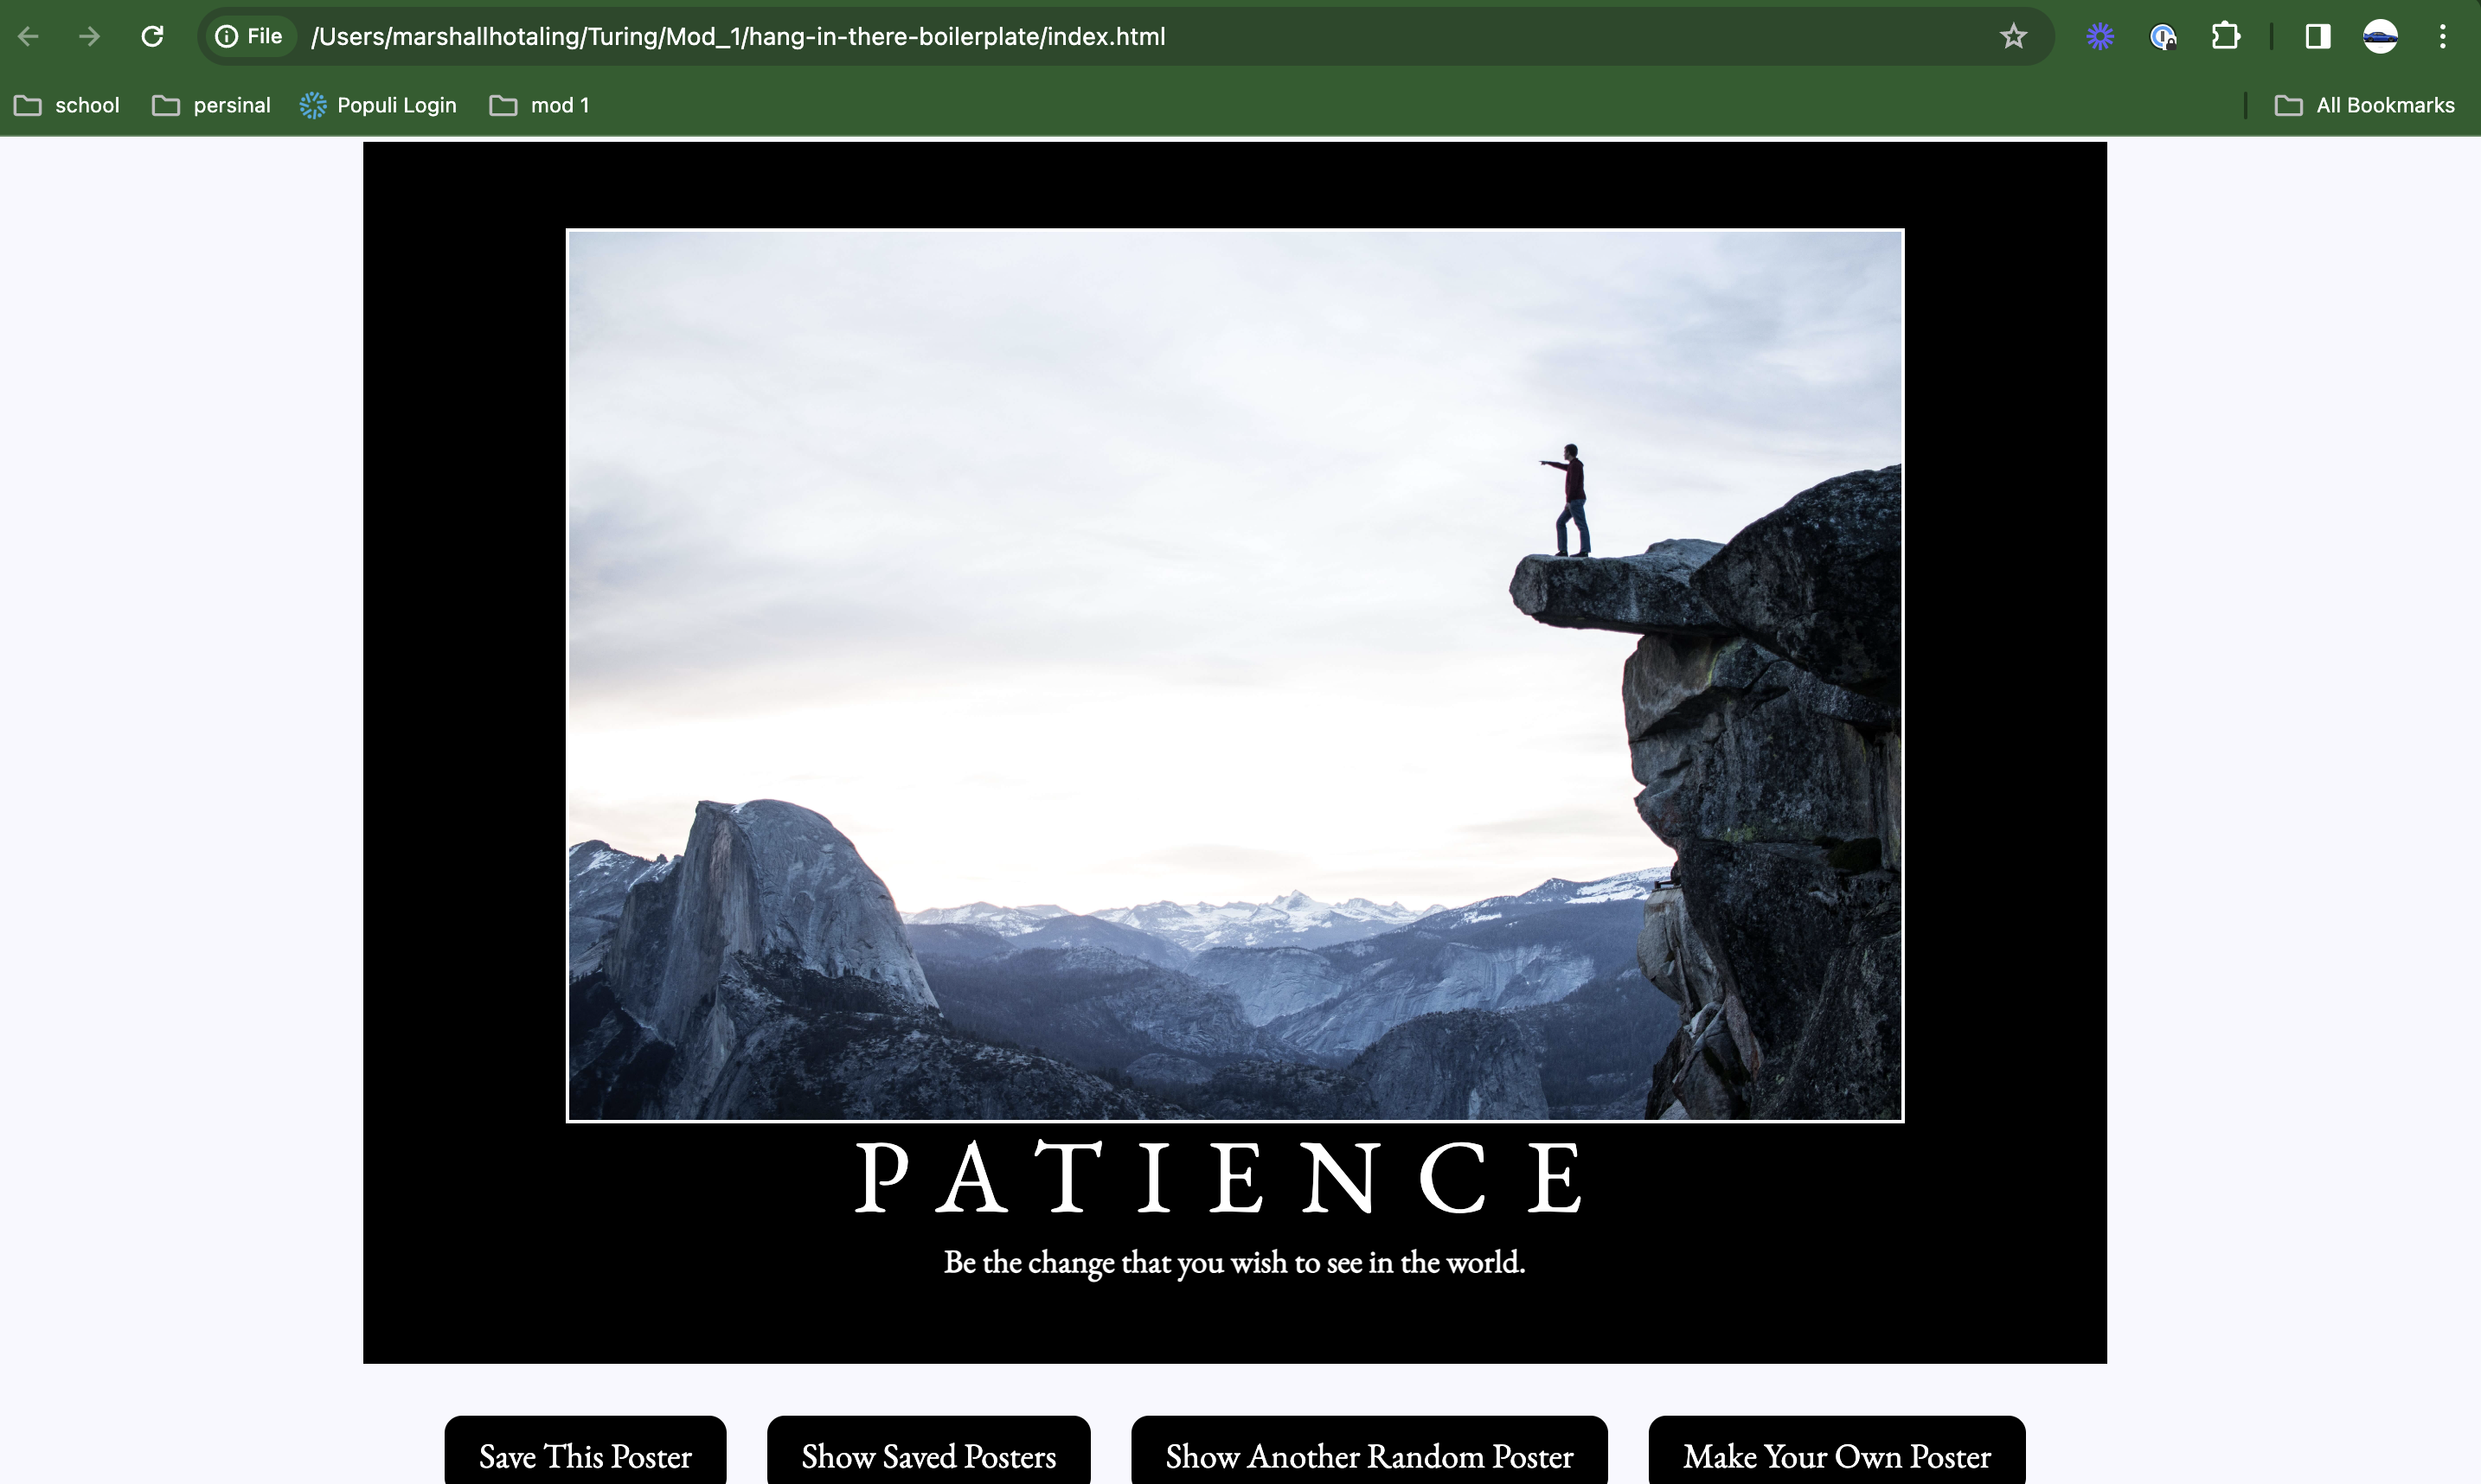 File /Users/marshallhotaling/Turing/Mod_1/hang-in-there-boilerplate/index.html
school persinal Populi Login mod 1 All Bookmarks
PATIENCE
Be the change that you wish to see in the world.
Save This Poster Show Saved Posters Show Another Random Poster Make Your Own Poster